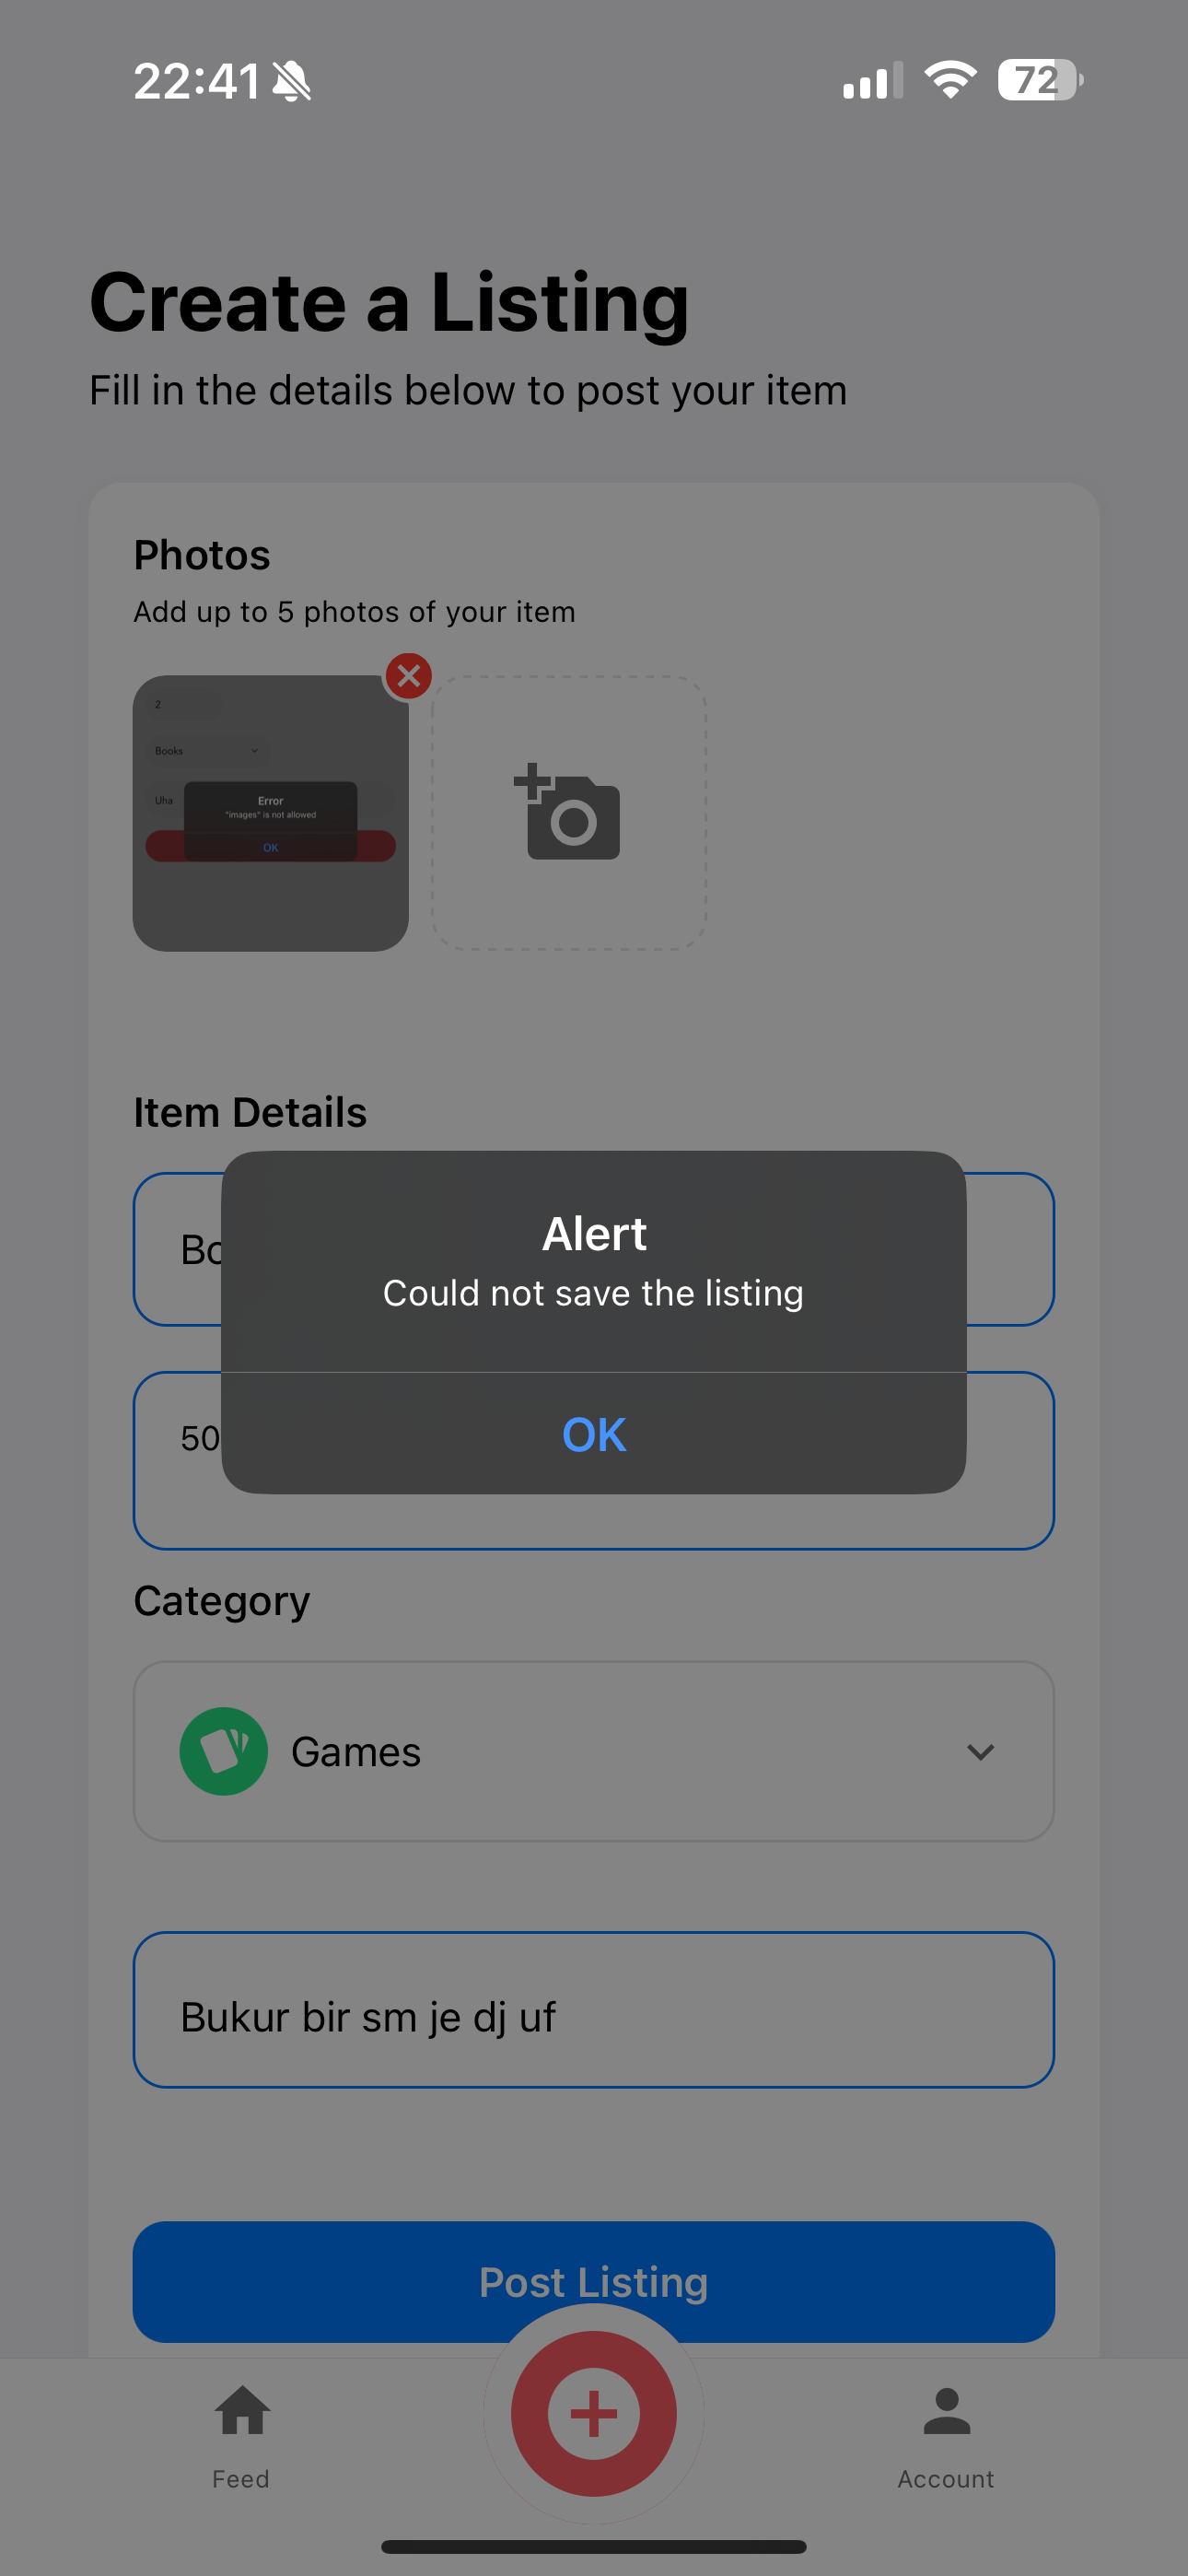 22:41
72
Create a Listing
Fill in the details below to post your item
Photos
Add up to 5 photos of your item
2
Books
Uha
Error
"images" is not allowed
OK
Item Details
Bo
Alert
Could not save the listing
50
OK
Category
Games
Bukur bir sm je dj uf
Post Listing
Feed
Account